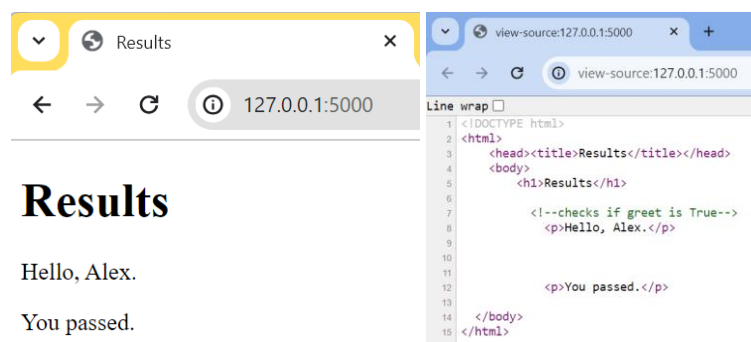 Results
127.0.0.1:5000
Results
Hello, Alex.
You passed.
view-source:127.0.0.1:5000
view-source:127.0.0.1:5000
Line wrap
1 <!DOCTYPE html>
2 <html>
3 <head><title>Results</title></head>
4 <body>
5 <h1>Results</h1>
6
7 <!--checks if greet is True-->
8 <p>Hello, Alex.</p>
9
10
11
12 <p>You passed.</p>
13
14 </body>
15 </html>